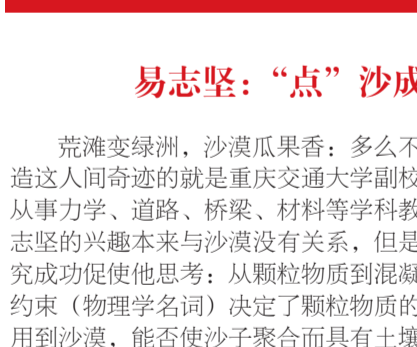 易志坚：“点”沙成
荒滩变绿洲，沙漠瓜果香：多么不
造这人间奇迹的就是重庆交通大学副校
从事力学、道路、桥梁、材料等学科教
志坚的兴趣本来与沙漠没有关系，但是
究成功促使他思考：从颗粒物质到混凝
约束（物理学名词）决定了颗粒物质的
用到沙漠，能否使沙子聚合而具有土壤